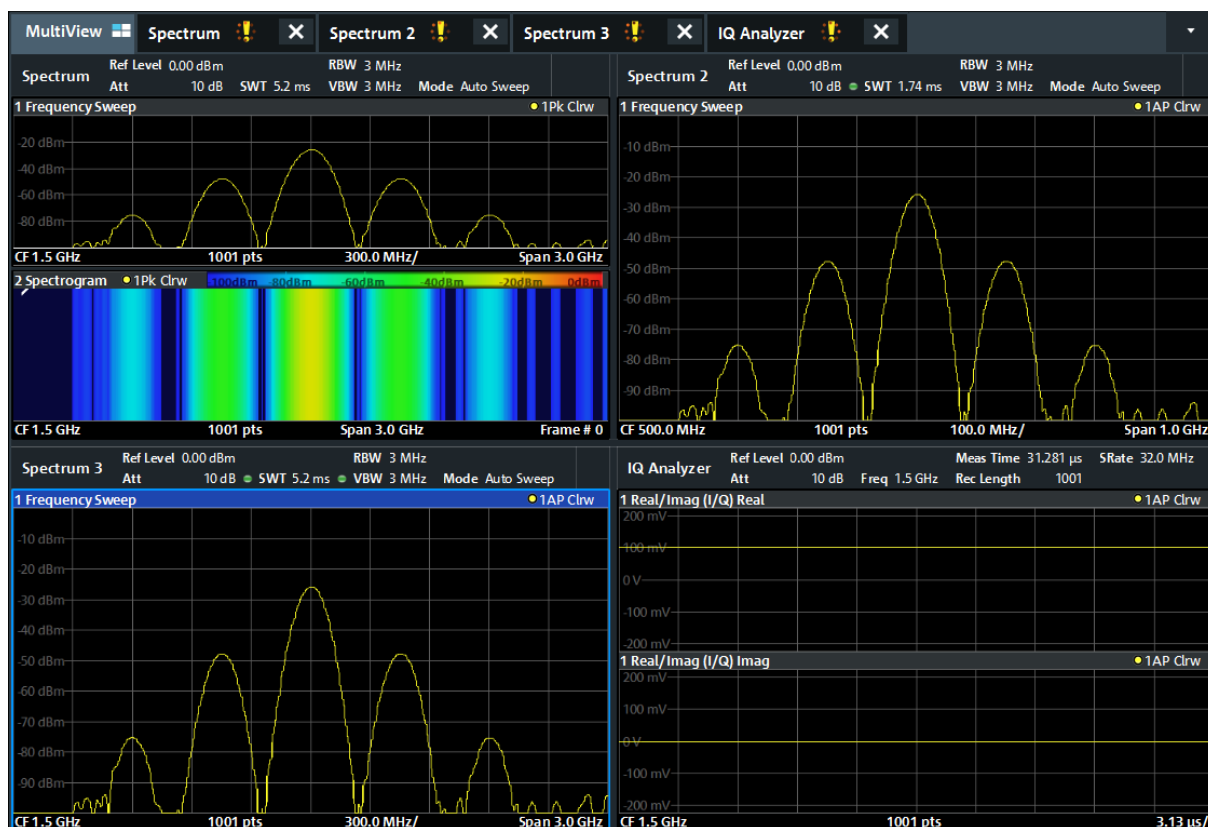 MultiView Spectrum Spectrum 2 Spectrum 3 IQ Analyzer
Spectrum
Ref Level 0.00 dBm RBW 3 MHz
Att 10 dB SWT 5.2 ms VBW 3 MHz Mode Auto Sweep
1 Frequency Sweep 1Pk Clrw
-20 dBm
-40 dBm
-60 dBm
-80 dBm
CF 1.5 GHz 1001 pts 300.0 MHz/ Span 3.0 GHz
2 Spectrogram 1Pk Clrw -100dBm -80dBm -60dBm -40dBm -20dBm 0dBm
CF 1.5 GHz 1001 pts Span 3.0 GHz Frame # 0
Spectrum 2
Ref Level 0.00 dBm RBW 3 MHz
Att 10 dB SWT 1.74 ms VBW 3 MHz Mode Auto Sweep
1 Frequency Sweep 1AP Clrw
-10 dBm
-20 dBm
-30 dBm
-40 dBm
-50 dBm
-60 dBm
-70 dBm
-80 dBm
-90 dBm
CF 500.0 MHz 1001 pts 100.0 MHz/ Span 1.0 GHz
Spectrum 3
Ref Level 0.00 dBm RBW 3 MHz
Att 10 dB SWT 5.2 ms VBW 3 MHz Mode Auto Sweep
1 Frequency Sweep 1AP Clrw
-10 dBm
-20 dBm
-30 dBm
-40 dBm
-50 dBm
-60 dBm
-70 dBm
-80 dBm
-90 dBm
CF 1.5 GHz 1001 pts 300.0 MHz/ Span 3.0 GHz
IQ Analyzer
Ref Level 0.00 dBm Meas Time 31.281 µs SRate 32.0 MHz
Att 10 dB Freq 1.5 GHz Rec Length 1001
1 Real/Imag (I/Q) Real 1AP Clrw
200 mV
100 mV
0 V
-100 mV
-200 mV
1 Real/Imag (I/Q) Imag 1AP Clrw
200 mV
100 mV
0 V
-100 mV
-200 mV
CF 1.5 GHz 1001 pts 3.13 µs/